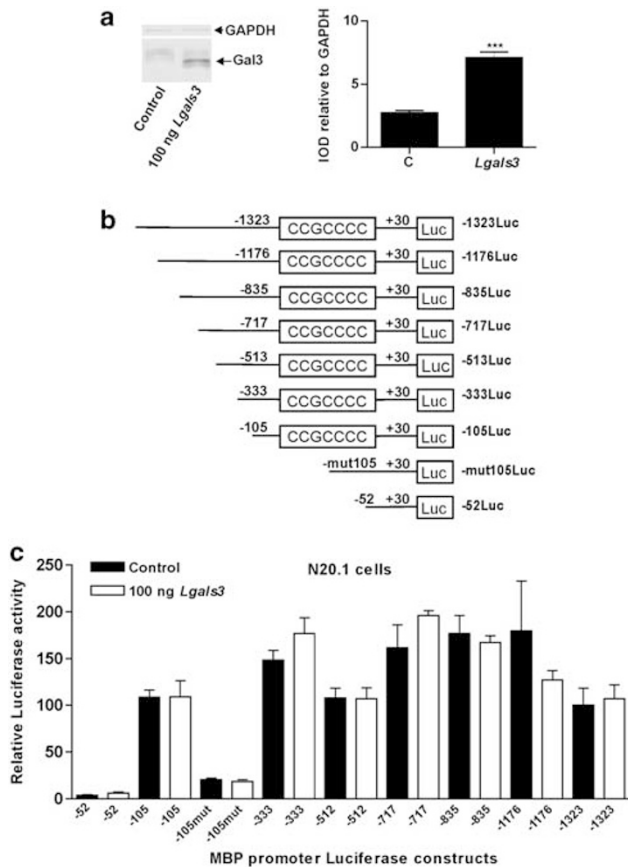 a
GAPDH
Gal3
Control
100 ng Lgals3
IOD relative to GAPDH
10
5
0
***
C
Lgals3
b
-1323 CCGCCCC +30 Luc -1323Luc
-1176 CCGCCCC +30 Luc -1176Luc
-835 CCGCCCC +30 Luc -835Luc
-717 CCGCCCC +30 Luc -717Luc
-513 CCGCCCC +30 Luc -513Luc
-333 CCGCCCC +30 Luc -333Luc
-105 CCGCCCC +30 Luc -105Luc
-mut105 +30 Luc -mut105Luc
-52 +30 Luc -52Luc
c
Control
100 ng Lgals3
N20.1 cells
Relative Luciferase activity
250
200
150
100
50
0
-52 -52 -105 -105 -105mut -105mut -333 -333 -512 -512 -717 -717 -835 -835 -1176 -1176 -1323 -1323
MBP promoter Luciferase constructs